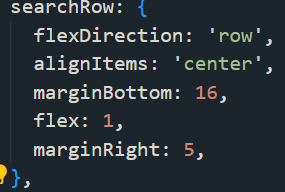 searchRow: {
flexDirection: 'row',
alignItems: 'center',
marginBottom: 16,
flex: 1,
marginRight: 5,
},